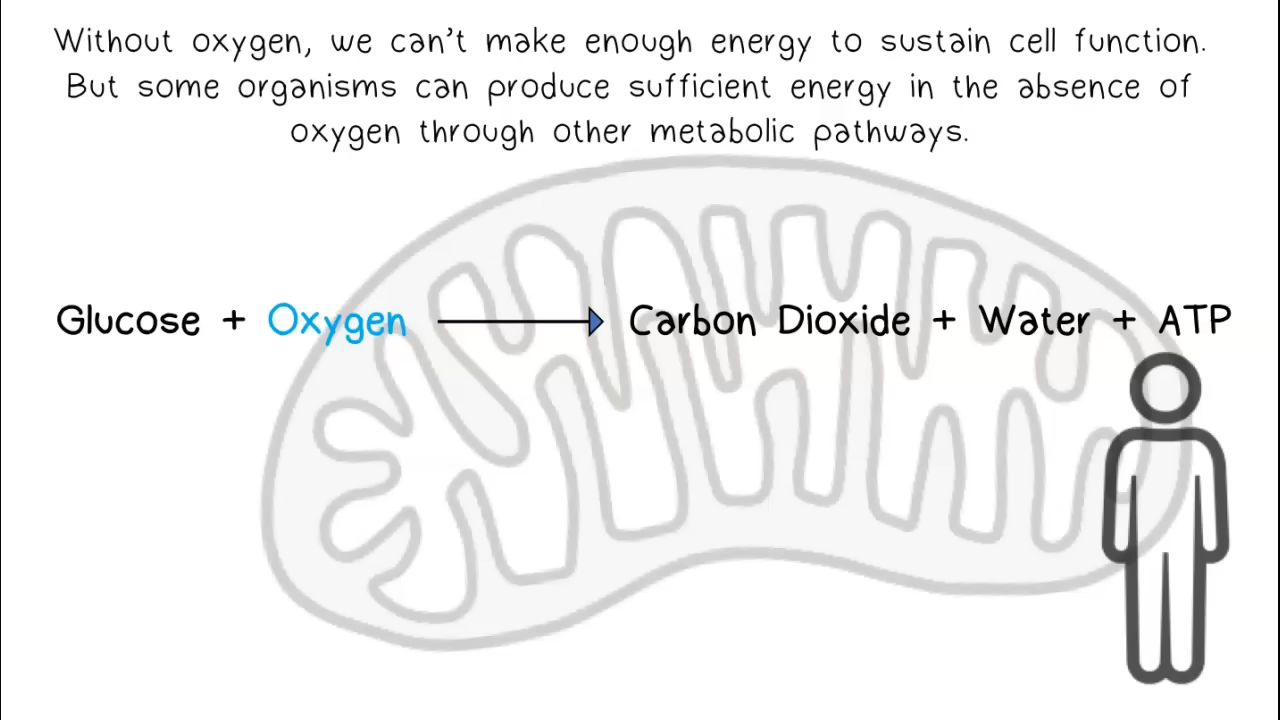 Without oxygen, we can't make enough energy to sustain cell function.
But some organisms can produce sufficient energy in the absence of
oxygen through other metabolic pathways.
Glucose + Oxygen → Carbon Dioxide + Water + ATP